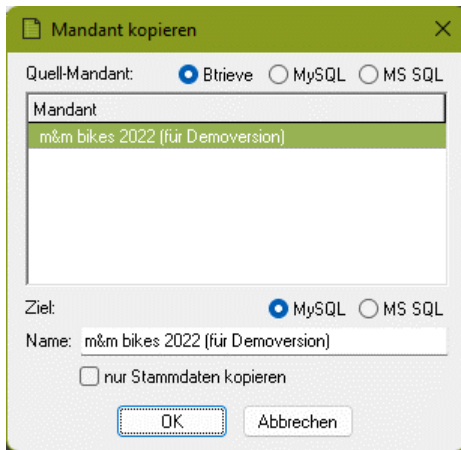 Mandant kopieren
Quell-Mandant: Btrieve MySQL MS SQL
Mandant
m&m bikes 2022 (für Demoversion)
Ziel: MySQL MS SQL
Name: m&m bikes 2022 (für Demoversion)
nur Stammdaten kopieren
OK Abbrechen